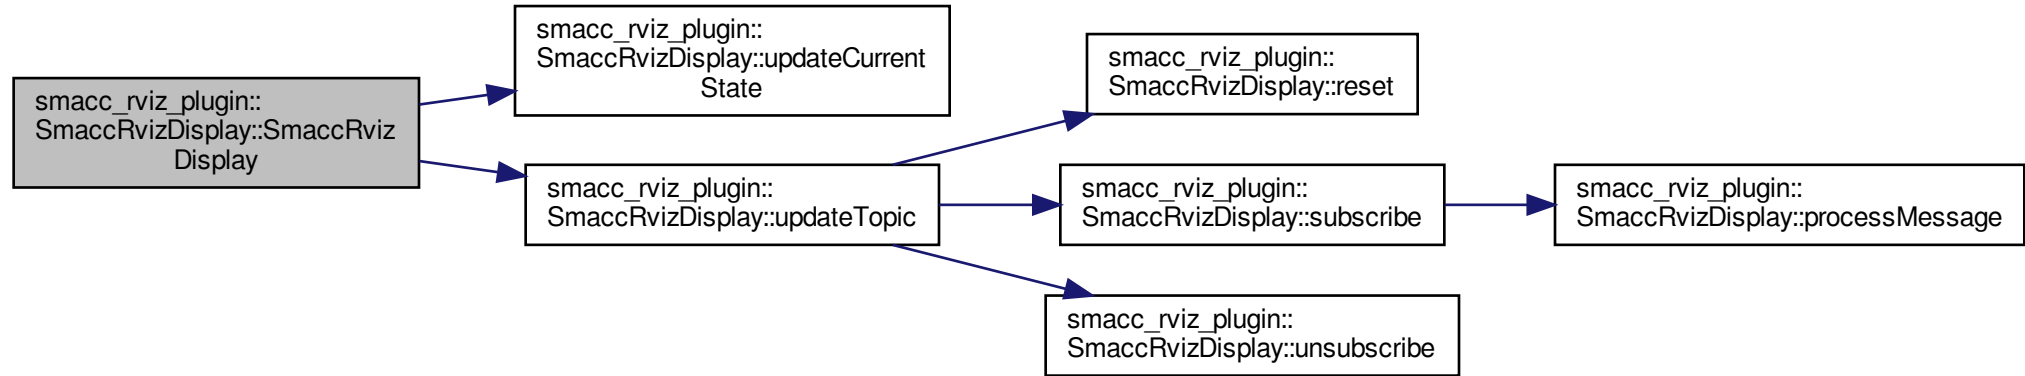 smacc_rviz_plugin::
SmaccRvizDisplay::SmaccRviz
Display
smacc_rviz_plugin::
SmaccRvizDisplay::updateCurrent
State
smacc_rviz_plugin::
SmaccRvizDisplay::updateTopic
smacc_rviz_plugin::
SmaccRvizDisplay::reset
smacc_rviz_plugin::
SmaccRvizDisplay::subscribe
smacc_rviz_plugin::
SmaccRvizDisplay::processMessage
smacc_rviz_plugin::
SmaccRvizDisplay::unsubscribe